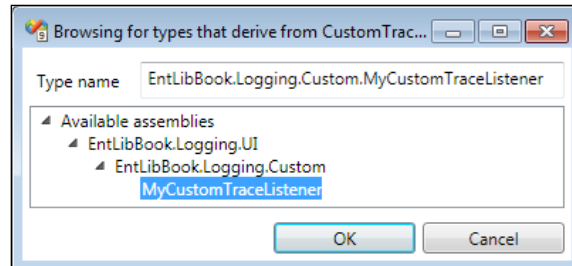 Browsing for types that derive from CustomTrac...
Type name EntLibBook.Logging.Custom.MyCustomTraceListener
Available assemblies
EntLibBook.Logging.UI
EntLibBook.Logging.Custom
MyCustomTraceListener
OK Cancel